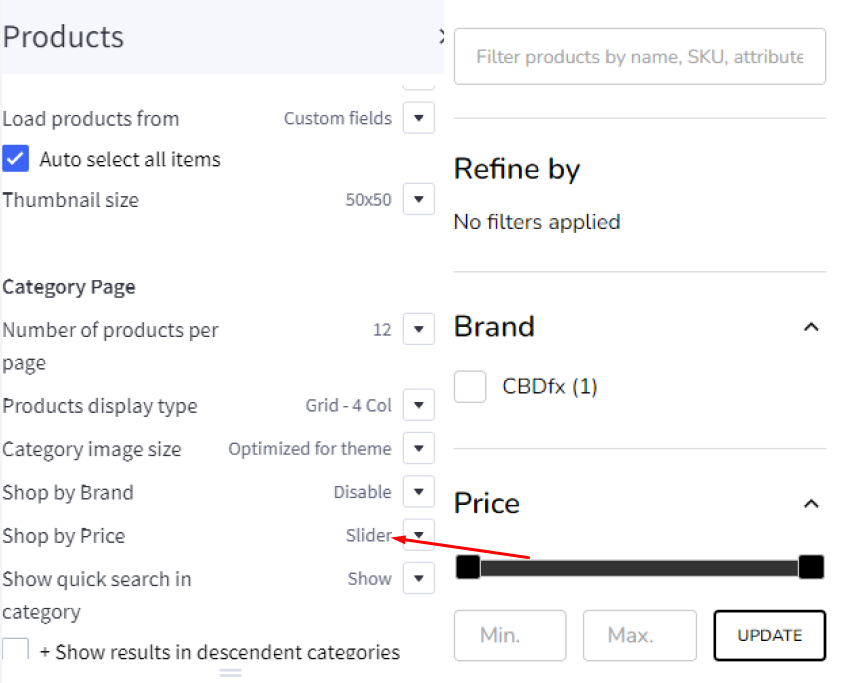 Products
Load products from
Custom fields
Auto select all items
Thumbnail size
50x50
Category Page
Number of products per
page
12
Products display type
Grid - 4 Col
Category image size
Optimized for theme
Shop by Brand
Disable
Shop by Price
Slider
Show quick search in
category
Show
+ Show results in descendent categories
Filter products by name, SKU, attribute
Refine by
No filters applied
Brand
CBDfx (1)
Price
Min.
Max.
UPDATE